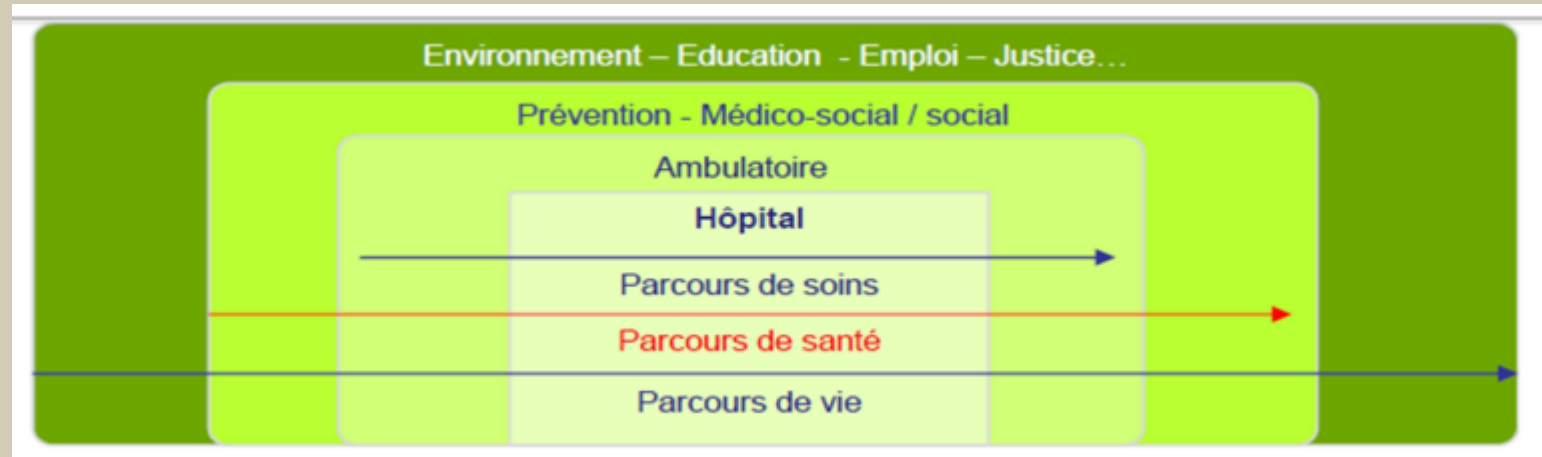 Environnement – Education - Emploi – Justice…
Prévention - Médico-social / social
Ambulatoire
Hôpital
Parcours de soins
Parcours de santé
Parcours de vie